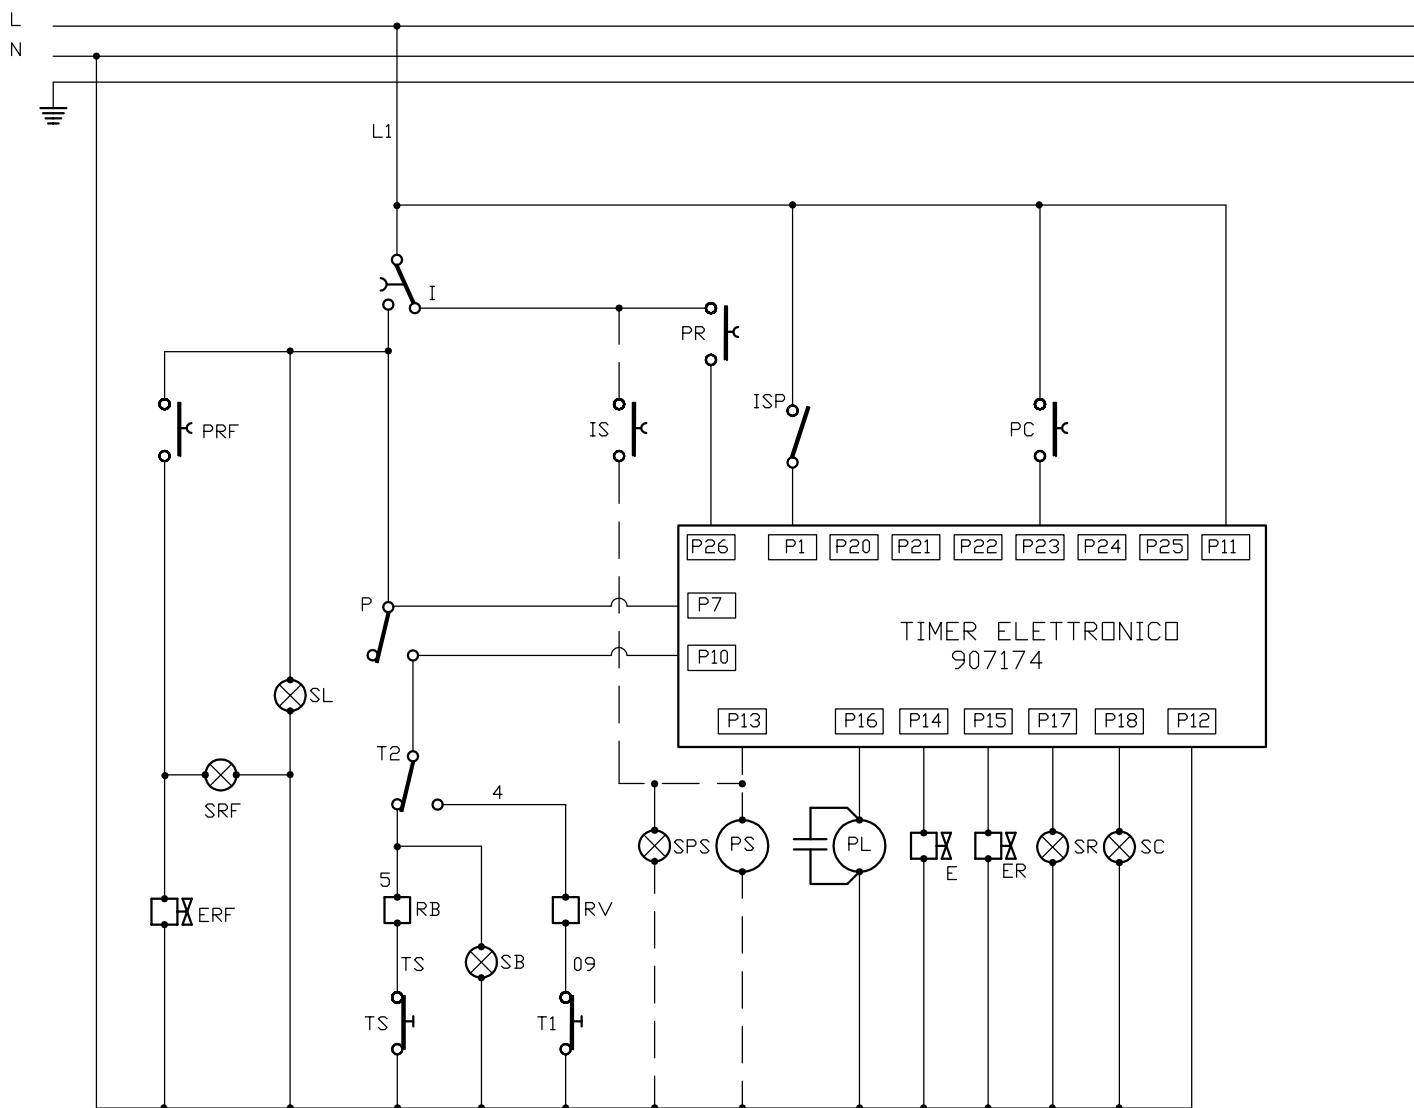 L
N
L1
I
PR
PRF
IS
ISP
PC
P26 P1 P20 P21 P22 P23 P24 P25 P11
P P7
TIMER ELETTRONICO
P10 907174
SL
P13 P16 P14 P15 P17 P18 P12
T2
4
SRF
SPS PS PL E ER SR SC
5
RB RV
ERF
TS SB 09
TS T1